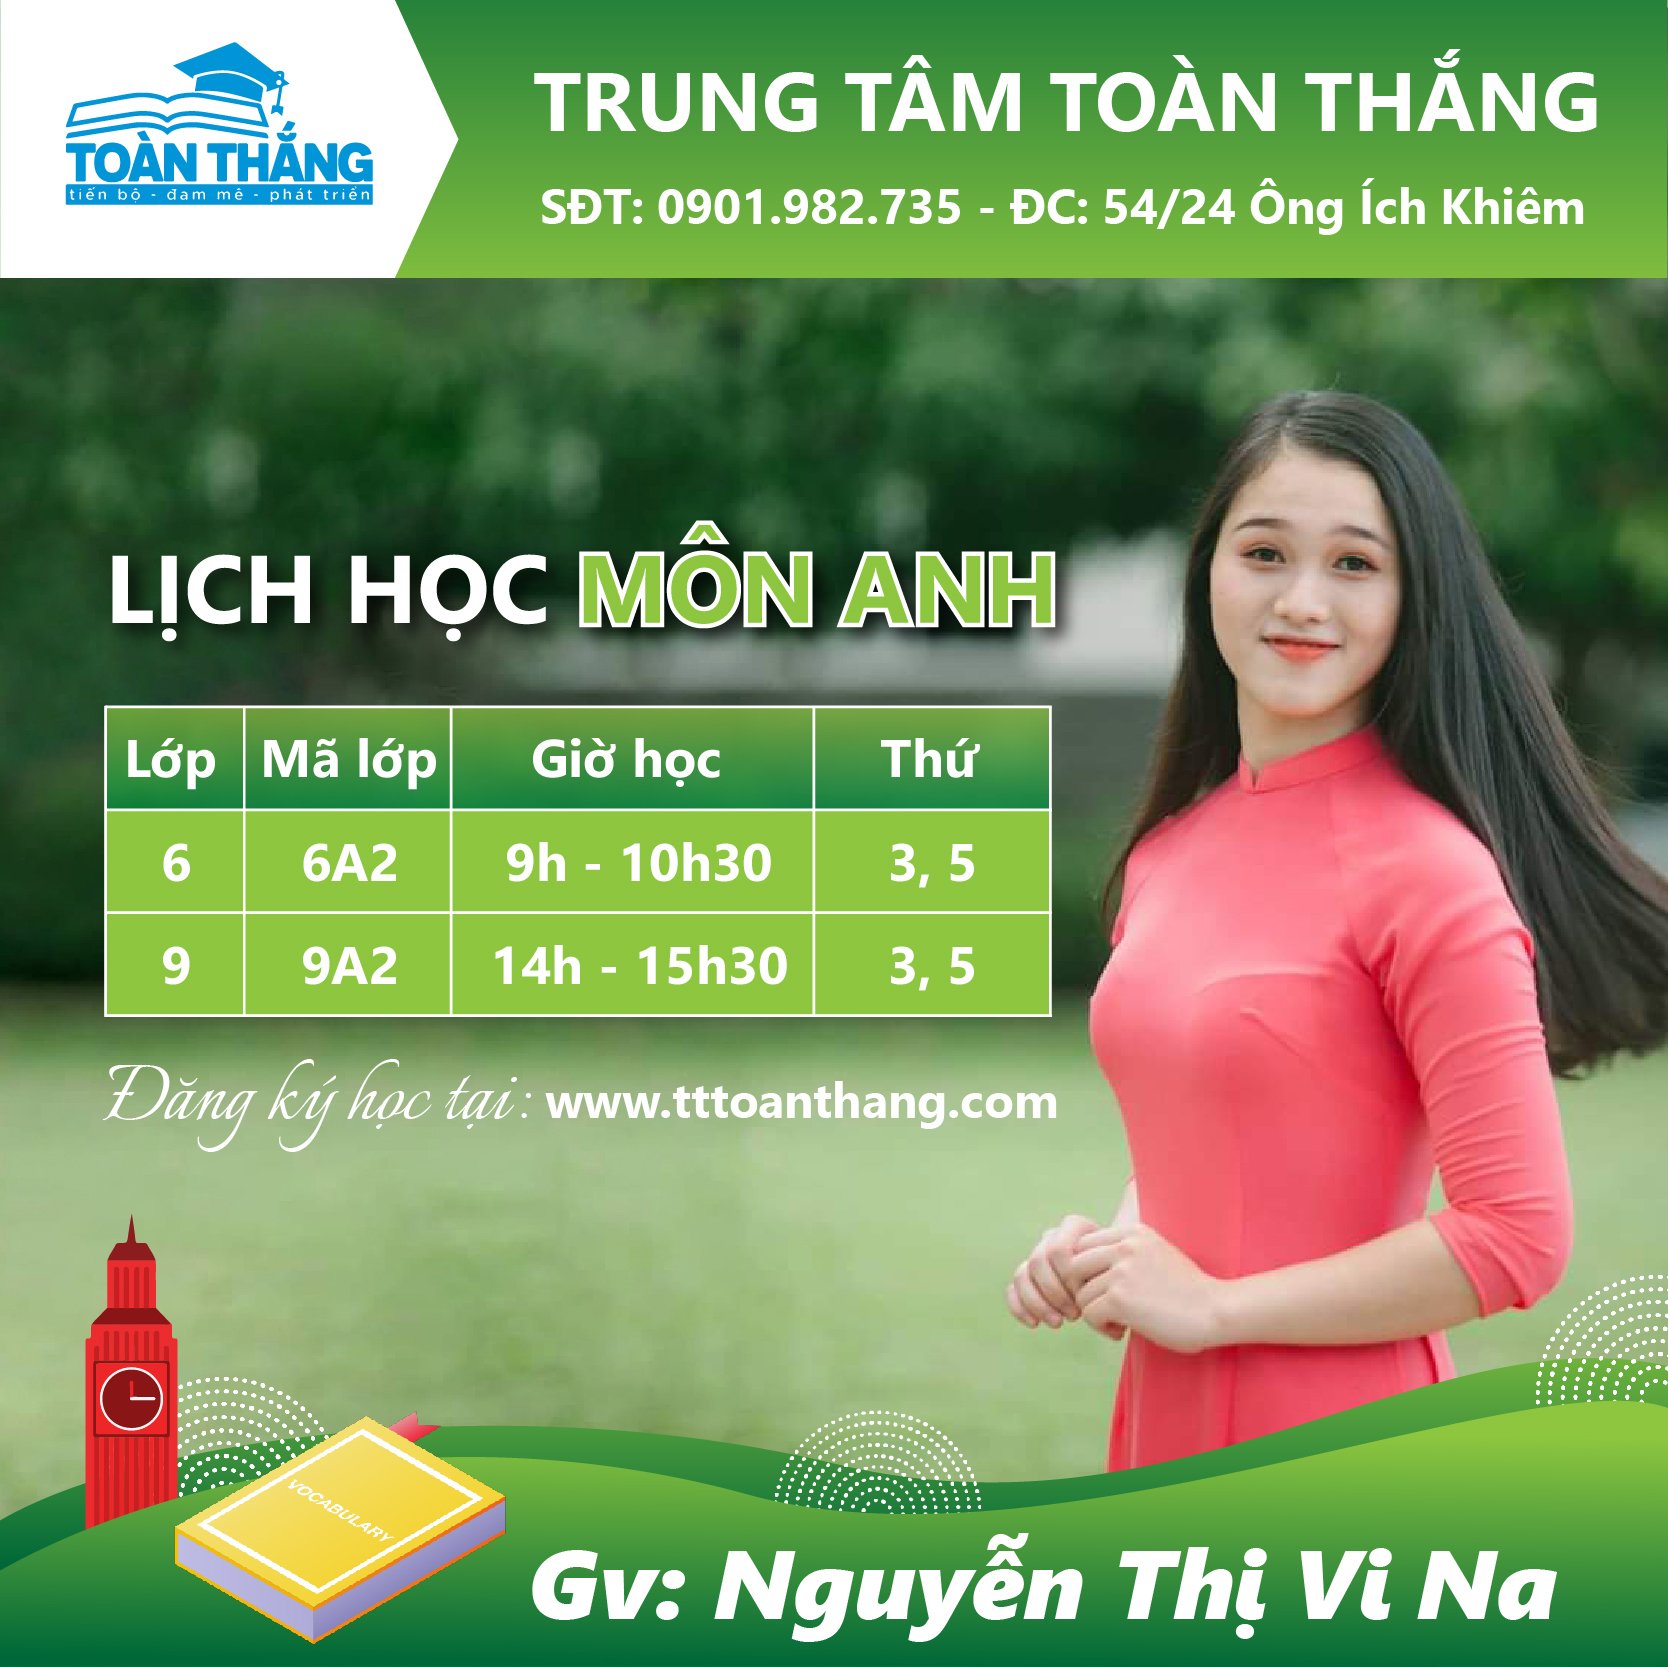 TOÀN THẮNG
tiến bộ - đam mê - phát triển
TRUNG TÂM TOÀN THẮNG
SĐT: 0901.982.735 - ĐC: 54/24 Ông Ích Khiêm
LỊCH HỌC MÔN ANH
Lớp Mã lớp Giờ học Thứ
6 6A2 9h - 10h30 3, 5
9 9A2 14h - 15h30 3, 5
Đăng ký học tại: www.tttoanthang.com
VOCABULARY
Gv: Nguyễn Thị Vi Na